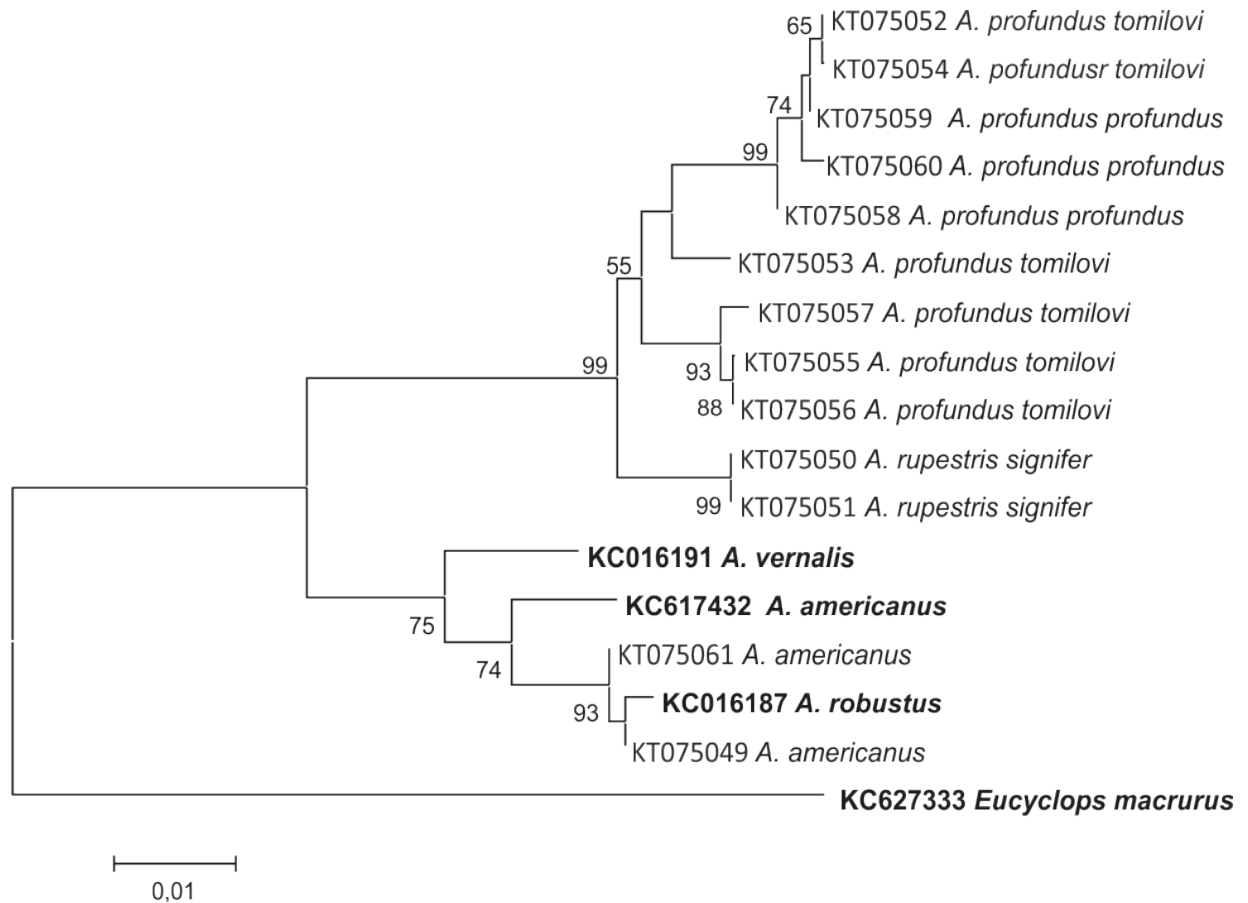 65
KT075052 A. profundus tomilovi
KT075054 A. pofundusr tomilovi
74
KT075059 A. profundus profundus
99
KT075060 A. profundus profundus
KT075058 A. profundus profundus
55
KT075053 A. profundus tomilovi
KT075057 A. profundus tomilovi
99
93
KT075055 A. profundus tomilovi
88
KT075056 A. profundus tomilovi
KT075050 A. rupestris signifer
99
KT075051 A. rupestris signifer
KC016191 A. vernalis
75
KC617432 A. americanus
74
KT075061 A. americanus
93
KC016187 A. robustus
KT075049 A. americanus
KC627333 Eucyclops macrurus
0,01